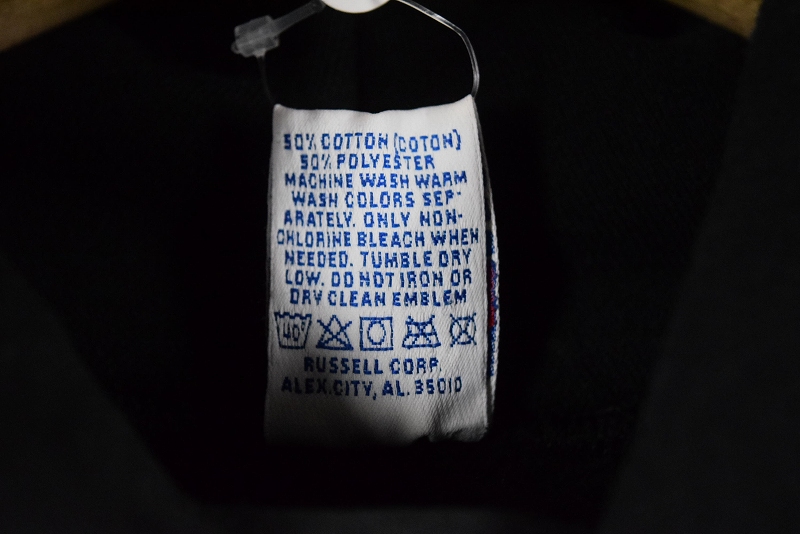 50% COTTON (COTON)
50% POLYESTER
MACHINE WASH WARM
WASH COLORS SEP-
ARATELY. ONLY NON-
CHLORINE BLEACH WHEN
NEEDED. TUMBLE DRY
LOW. DO NOT IRON OR
DRY CLEAN EMBLEM
40°
RUSSELL CORP.
ALEX.CITY, AL. 35010